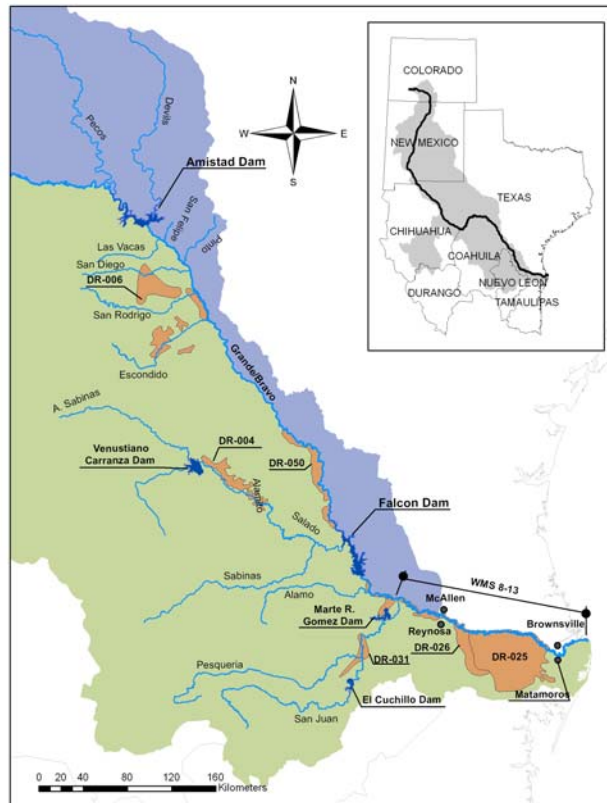 N
W E
S
Pecos
Devils
Amistad Dam
San Felipe
Pinto
Las Vacas
San Diego
DR-006
San Rodrigo
Escondido
Grande/Bravo
A. Sabinas
Venustiano
Carranza Dam
DR-004
Alamito
DR-050
Salado
Falcon Dam
Sabinas
Alamo
WMS 8-13
McAllen
Marte R.
Gomez Dam
Reynosa
Brownsville
DR-026
DR-025
DR-031
Pesqueria
El Cuchillo Dam
Matamoros
San Juan
0 10 20 40 80 120 160
Kilometers
COLORADO
NEW MEXICO
TEXAS
CHIHUAHUA
COAHUILA
NUEVO LEON
DURANGO
TAMAULIPAS